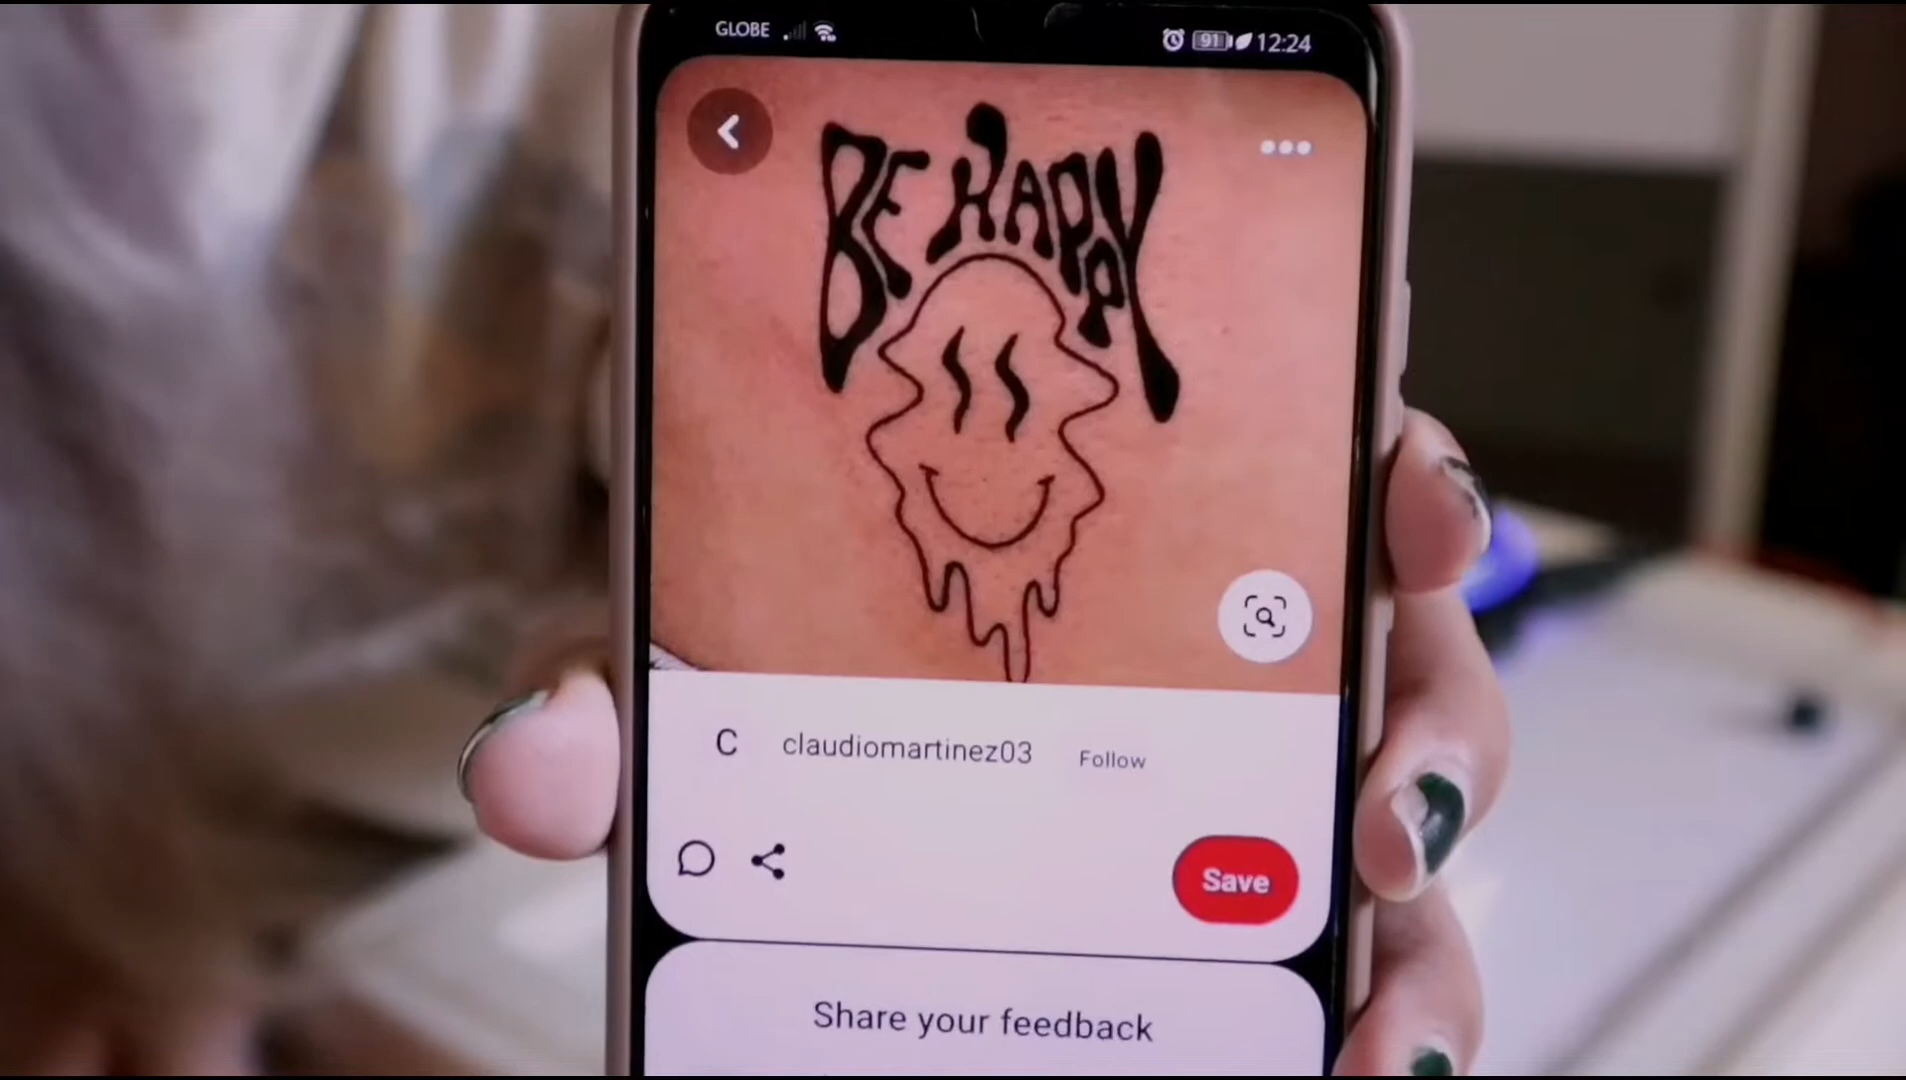 GLOBE 91 12:24
BE HAPPY
C claudiomartinez03 Follow
Save
Share your feedback